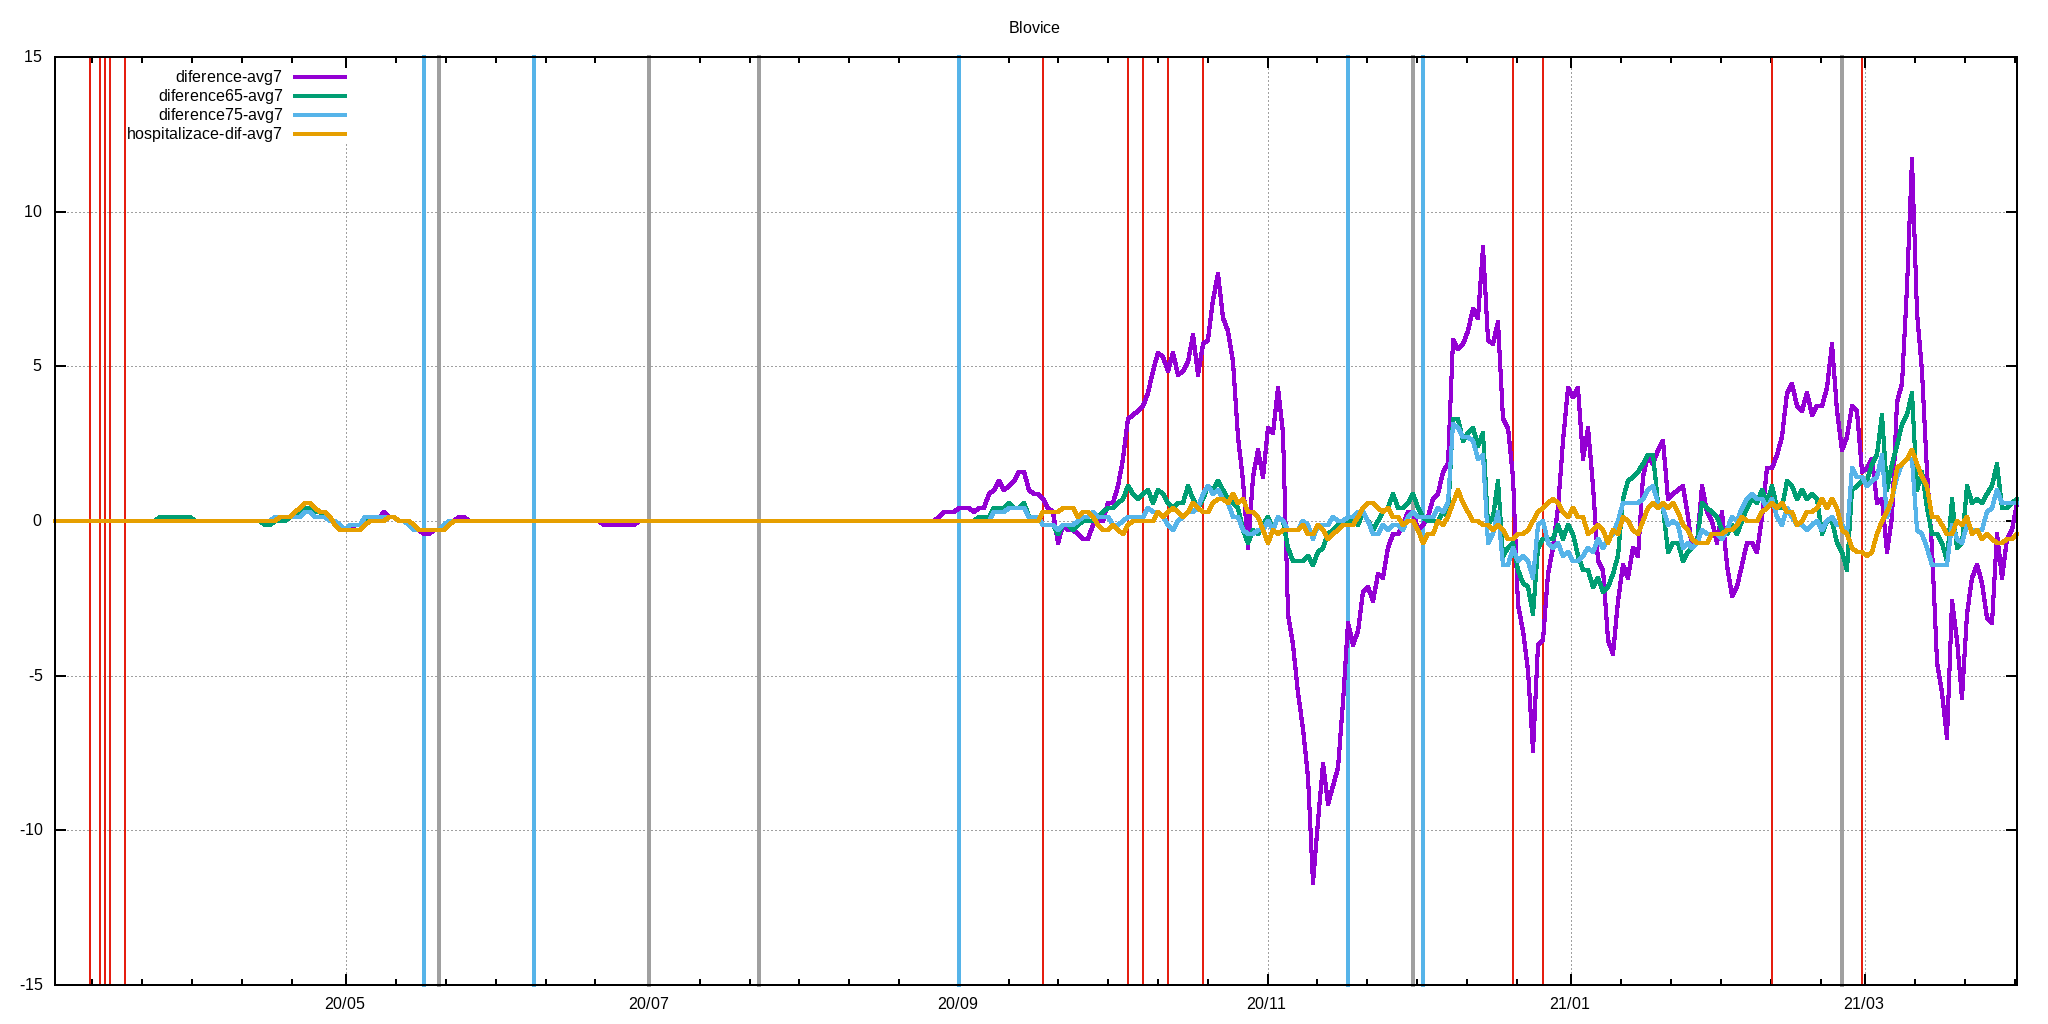 Blovice
15
diference-avg7
diference65-avg7
diference75-avg7
hospitalizace-dif-avg7
10
5
0
-5
-10
-15
20/05
20/07
20/09
20/11
21/01
21/03